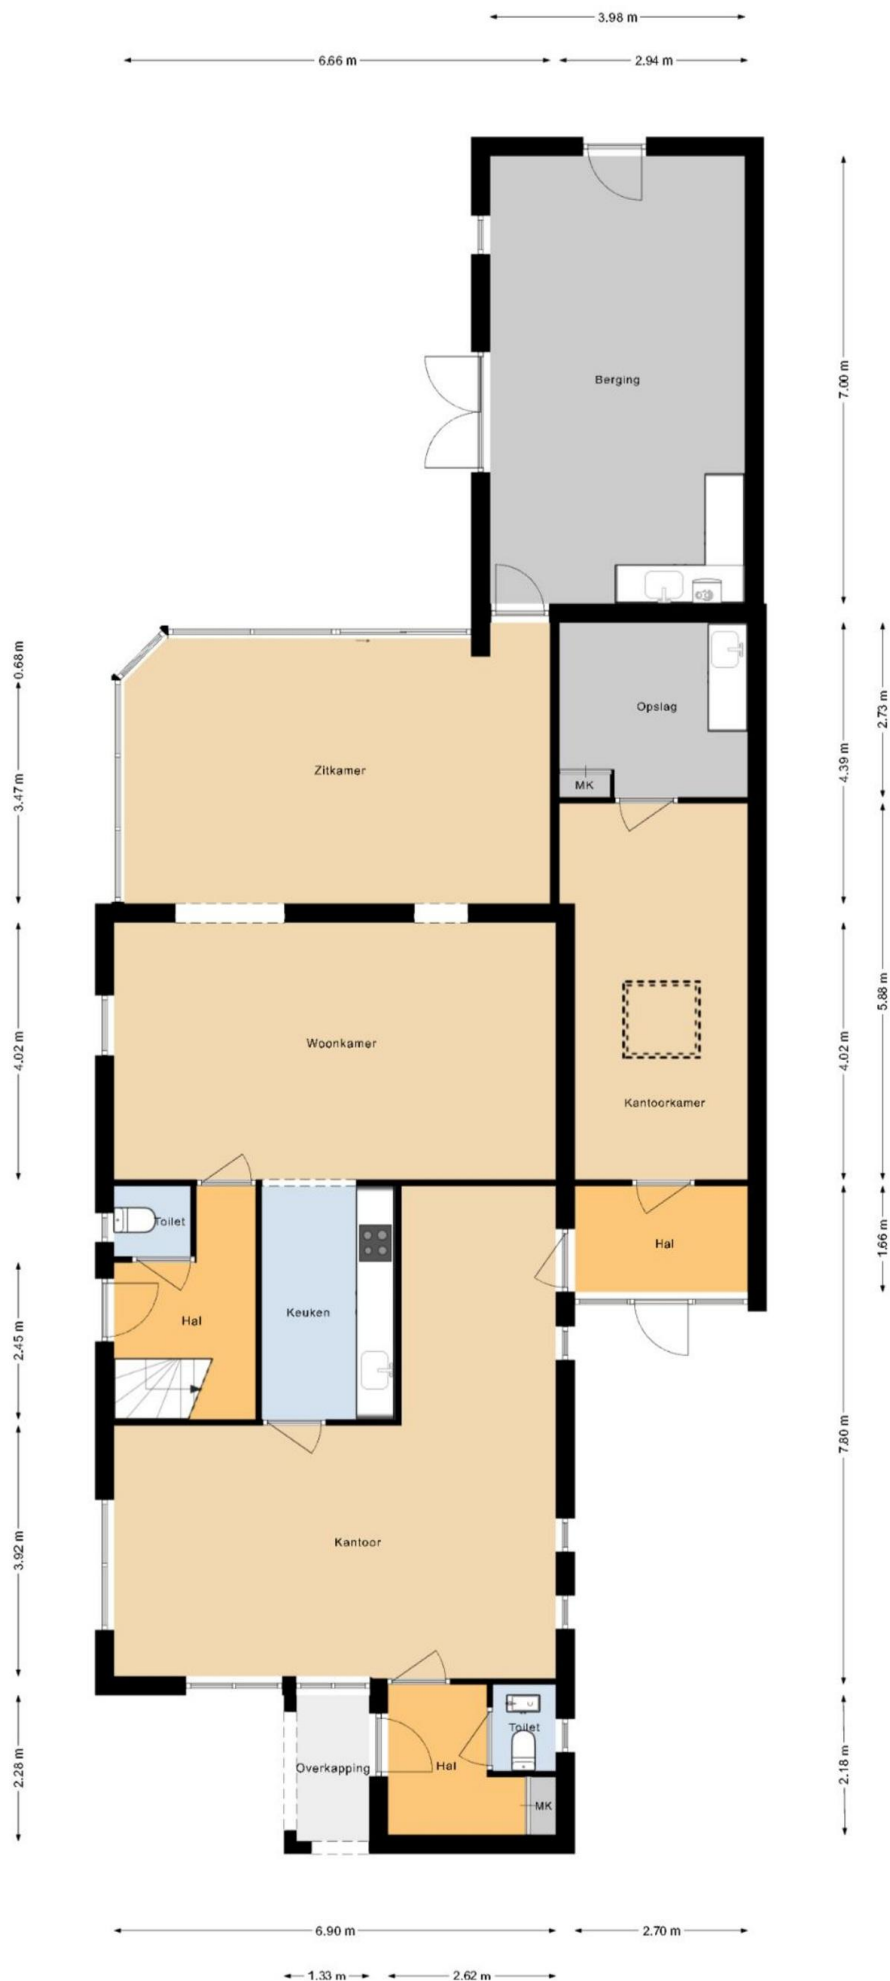 3.98 m
6.66 m
2.94 m
Berging
7.00 m
0.68 m
Opslag
2.73 m
4.39 m
Zitkamer
3.47 m
MK
5.88 m
Woonkamer
4.02 m
4.02 m
Kantoorkamer
Toilet
Hal
1.66 m
Keuken
Hal
2.45 m
7.80 m
Kantoor
3.92 m
Toilet
Overkapping
Hal
2.28 m
2.18 m
MK
6.90 m
2.70 m
1.33 m
2.62 m